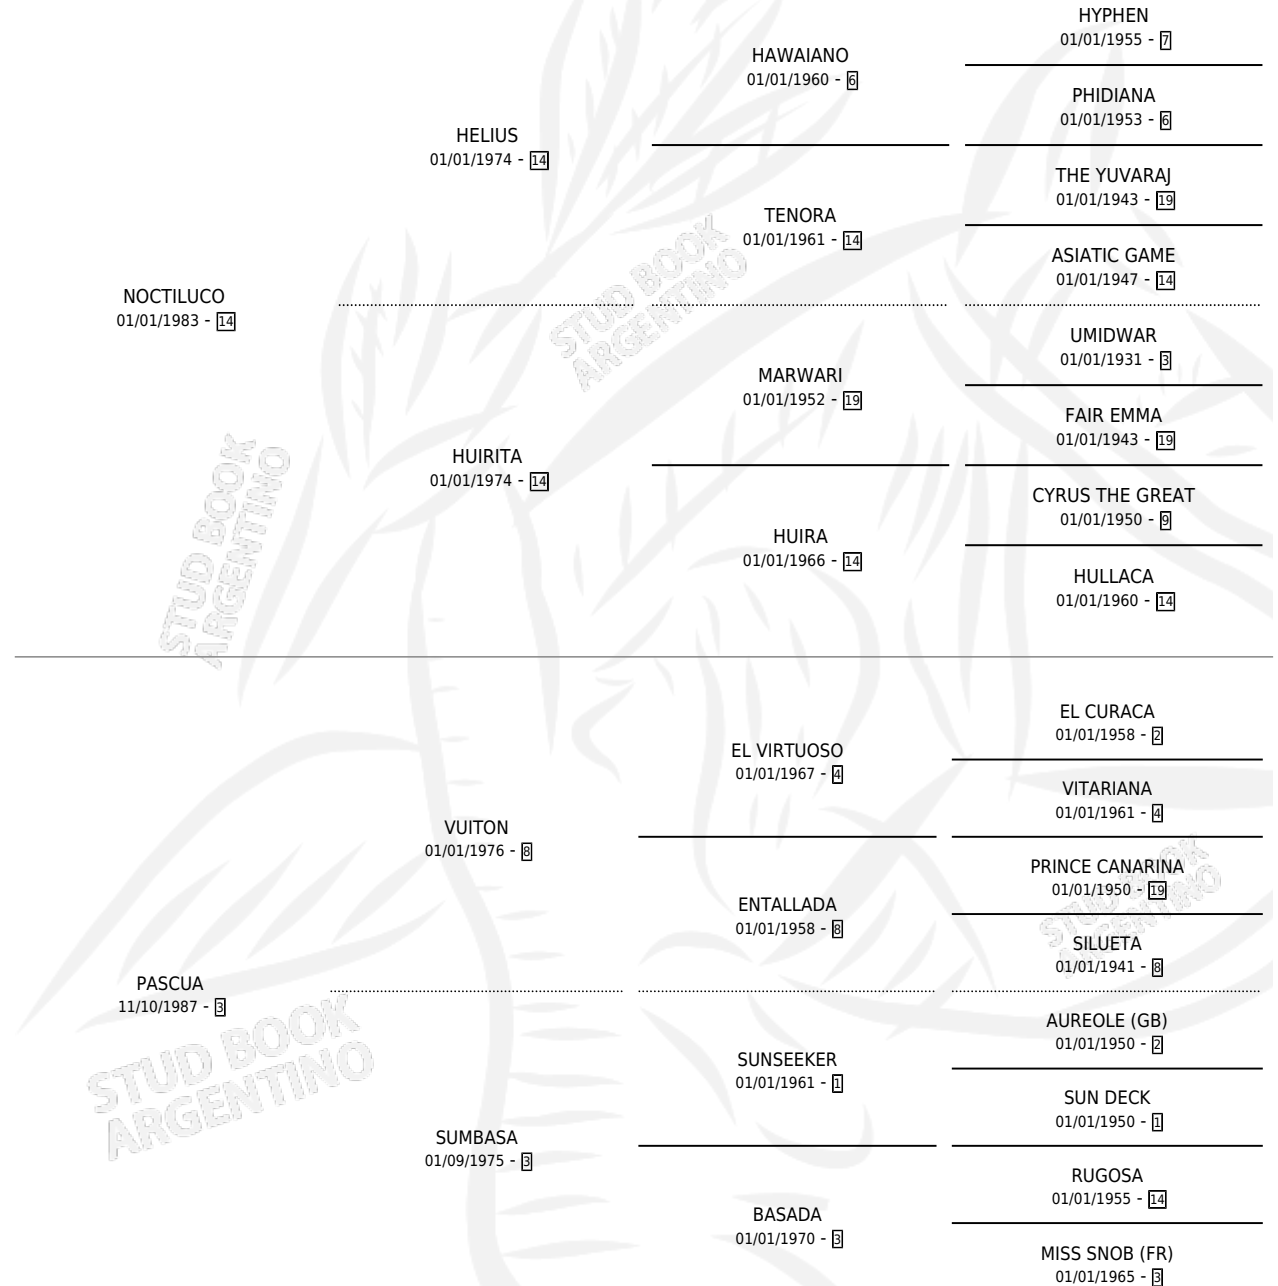 HYPHEN
01/01/1955 - 7
HAWAIANO
01/01/1960 - 6
PHIDIANA
01/01/1953 - 6
HELIUS
01/01/1974 - 14
THE YUVARAJ
01/01/1943 - 19
TENORA
01/01/1961 - 14
ASIATIC GAME
01/01/1947 - 14
NOCTILUCO
01/01/1983 - 14
UMIDWAR
01/01/1931 - 3
MARWARI
01/01/1952 - 19
FAIR EMMA
01/01/1943 - 19
HUIRITA
01/01/1974 - 14
CYRUS THE GREAT
01/01/1950 - 9
HUIRA
01/01/1966 - 14
HULLACA
01/01/1960 - 14
EL CURACA
01/01/1958 - 2
EL VIRTUOSO
01/01/1967 - 4
VITARIANA
01/01/1961 - 4
VUITON
01/01/1976 - 8
PRINCE CANARINA
01/01/1950 - 19
ENTALLADA
01/01/1958 - 8
SILUETA
01/01/1941 - 8
PASCUA
11/10/1987 - 3
AUREOLE (GB)
01/01/1950 - 2
SUNSEEKER
01/01/1961 - 1
SUN DECK
01/01/1950 - 1
SUMBASA
01/09/1975 - 3
RUGOSA
01/01/1955 - 14
BASADA
01/01/1970 - 3
MISS SNOB (FR)
01/01/1965 - 3
STUD BOOK
ARGENTINO
STUD BOOK
ARGENTINO
STUD BOOK
ARGENTINO
STUD BOOK
ARGENTINO